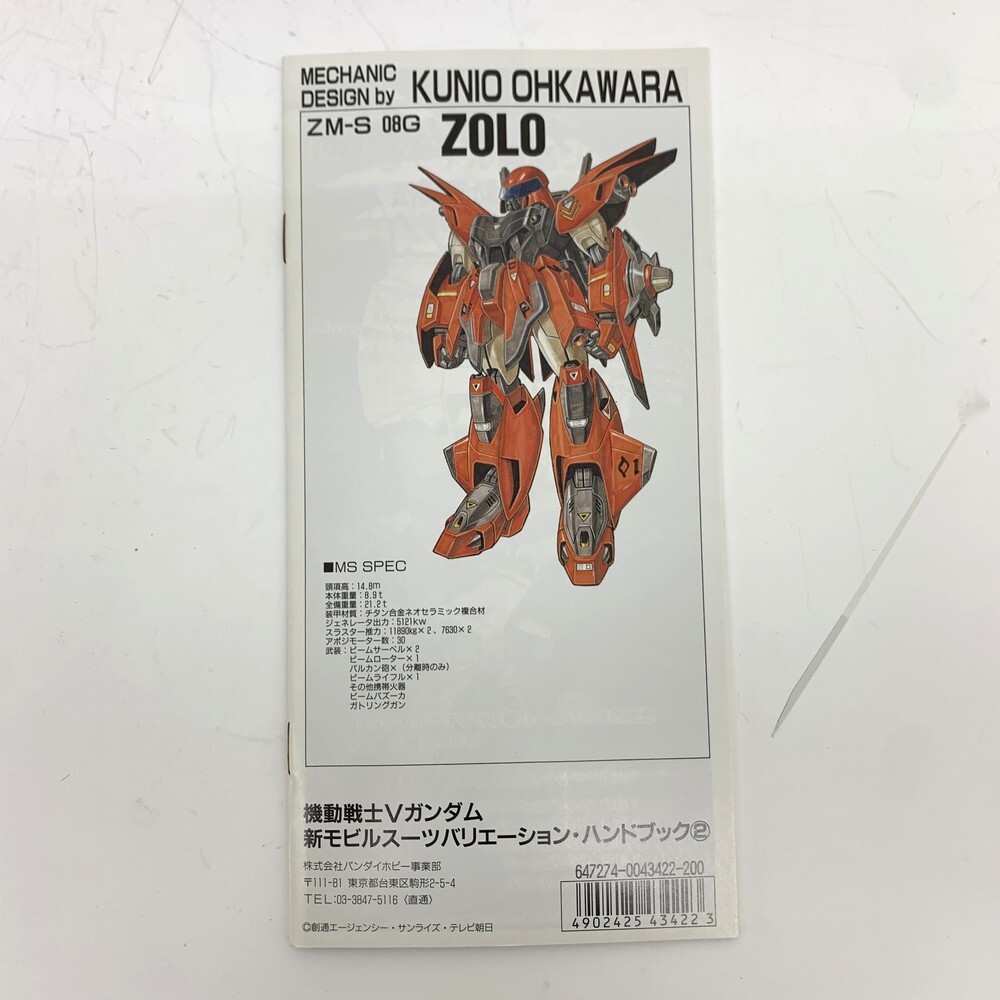 MECHANIC
DESIGN by KUNIO OHKAWARA
ZM-S 08G ZOLO
■MS SPEC
頭頂高：14.8m
本体重量：8.9t
全備重量：21.2t
装甲材質：チタン合金ネオセラミック複合材
ジェネレータ出力：5121kw
スラスター推力：11890kg×2、7630×2
アポジモーター数：30
武装：ビームサーベル×2
ビームローター×1
バルカン砲×（分離時のみ）
ビームライフル×1
その他携帯火器
ビームバズーカ
ガトリングガン
機動戦士Vガンダム
新モビルスーツバリエーション・ハンドブック②
株式会社バンダイホビー事業部
〒111-81 東京都台東区駒形2-5-4
TEL:03-3847-5116〈直通〉
©創通エージェンシー・サンライズ・テレビ朝日
647274-0043422-200
4902425 43422 3